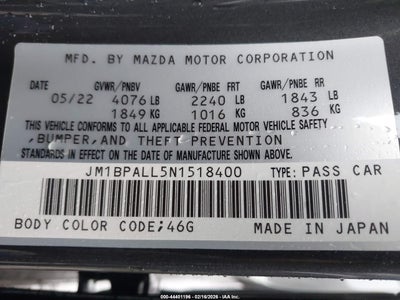 MFD. BY MAZDA MOTOR CORPORATION
DATE GVWR/PNBV GAWR/PNBE FRT GAWR/PNBE RR
05/22 4076 LB 2240 LB 1843 LB
1849 KG 1016 KG 836 KG
THIS VEHICLE CONFORMS TO ALL APPLICABLE FEDERAL MOTOR VEHICLE SAFETY
,BUMPER,AND THEFT PREVENTION
STANDARDS IN EFFECT ON THE DATE OF MANUFACTURE SHOWN ABOVE.
JM1BPALL5N1518400 TYPE: PASS CAR
BODY COLOR CODE;46G MADE IN JAPAN
000-44401196 - 02/18/2026 - IAA Inc.